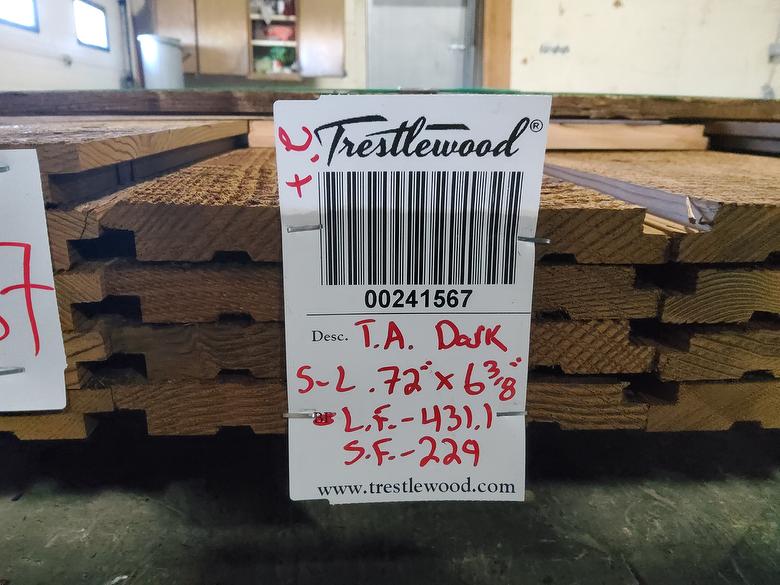 Trestlewood®
00241567
Desc. T.A. Dark
S-L .72" x 6 3/8"
L.F.-431.1
S.F.-229
www.trestlewood.com